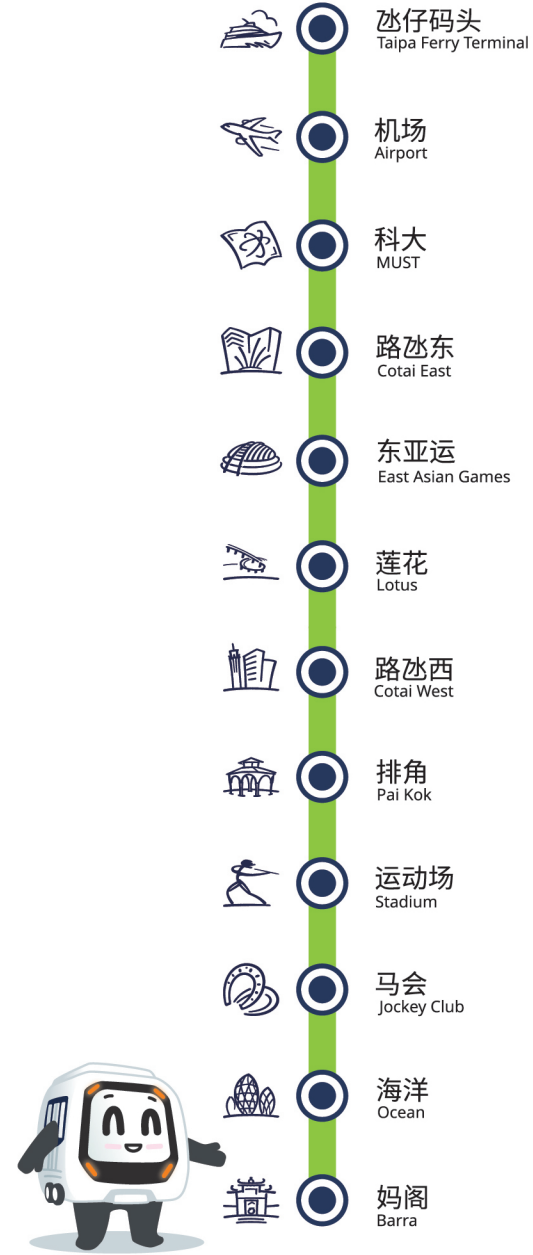 氹仔码头
Taipa Ferry Terminal
机场
Airport
科大
MUST
路氹东
Cotai East
东亚运
East Asian Games
莲花
Lotus
路氹西
Cotai West
排角
Pai Kok
运动场
Stadium
马会
Jockey Club
海洋
Ocean
妈阁
Barra